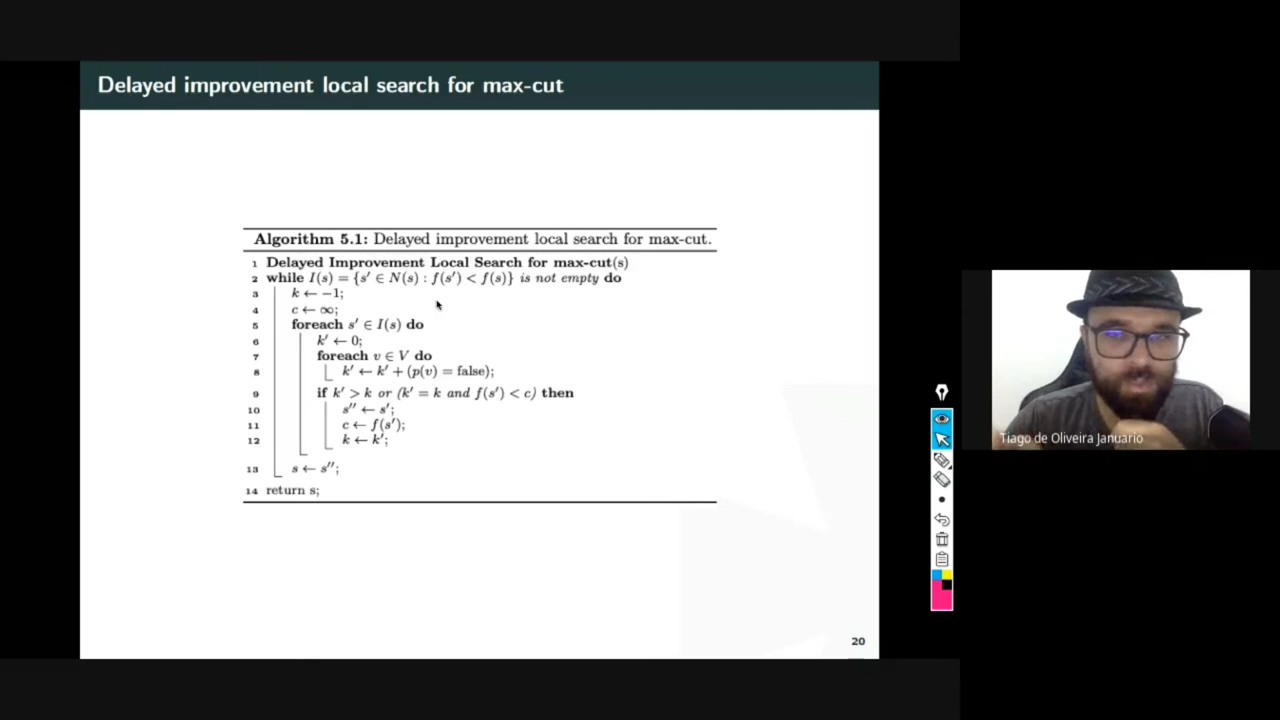 Delayed improvement local search for max-cut
Algorithm 5.1: Delayed improvement local search for max-cut.
1 Delayed Improvement Local Search for max-cut(s)
2 while I(s) = {s′ ∈ N(s) : f(s′) < f(s)} is not empty do
3 k ← −1;
4 c ← ∞;
5 foreach s′ ∈ I(s) do
6 k′ ← 0;
7 foreach v ∈ V do
8 k′ ← k′ + (p(v) = false);
9 if k′ > k or (k′ = k and f(s′) < c) then
10 s′′ ← s′;
11 c ← f(s′);
12 k ← k′;
13 s ← s′′;
14 return s;
20
Tiago de Oliveira Januario